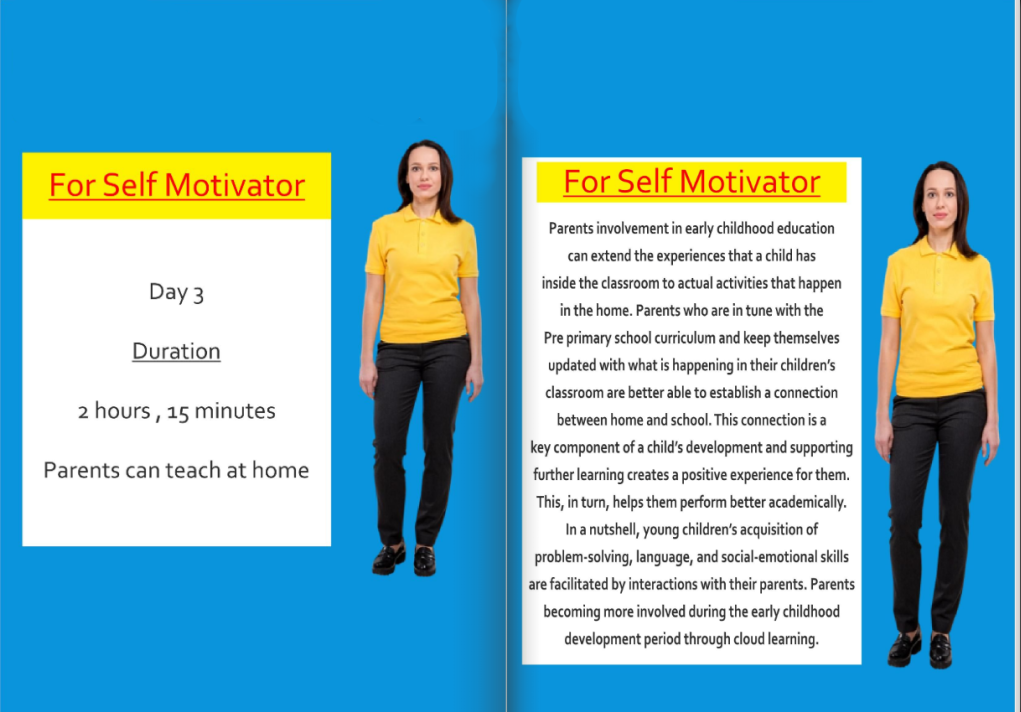 For Self Motivator
Day 3
Duration
2 hours , 15 minutes
Parents can teach at home
For Self Motivator
Parents involvement in early childhood education
can extend the experiences that a child has
inside the classroom to actual activities that happen
in the home. Parents who are in tune with the
Pre primary school curriculum and keep themselves
updated with what is happening in their children’s
classroom are better able to establish a connection
between home and school. This connection is a
key component of a child’s development and supporting
further learning creates a positive experience for them.
This, in turn, helps them perform better academically.
In a nutshell, young children’s acquisition of
problem-solving, language, and social-emotional skills
are facilitated by interactions with their parents. Parents
becoming more involved during the early childhood
development period through cloud learning.